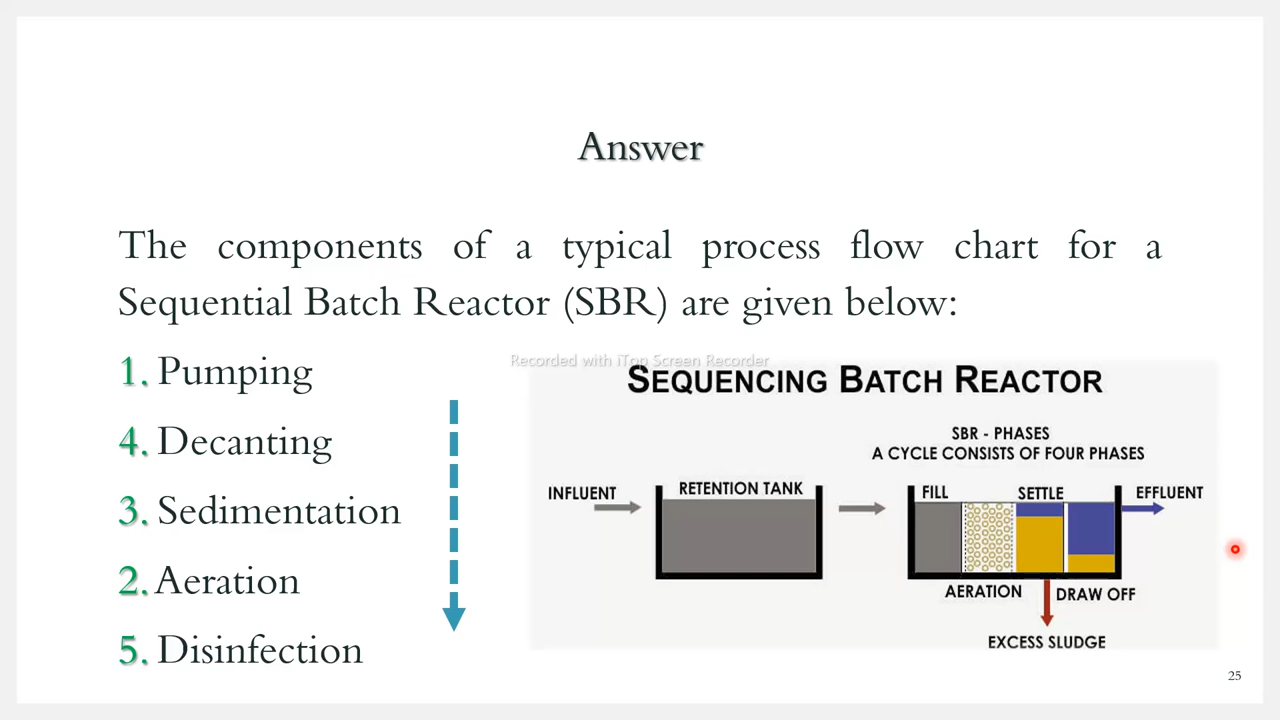 Answer
The components of a typical process flow chart for a
Sequential Batch Reactor (SBR) are given below:
1. Pumping
4. Decanting
3. Sedimentation
2. Aeration
5. Disinfection
Recorded with iTop Screen Recorder
SEQUENCING BATCH REACTOR
SBR - PHASES
A CYCLE CONSISTS OF FOUR PHASES
INFLUENT
RETENTION TANK
FILL
SETTLE
EFFLUENT
AERATION
DRAW OFF
EXCESS SLUDGE
25